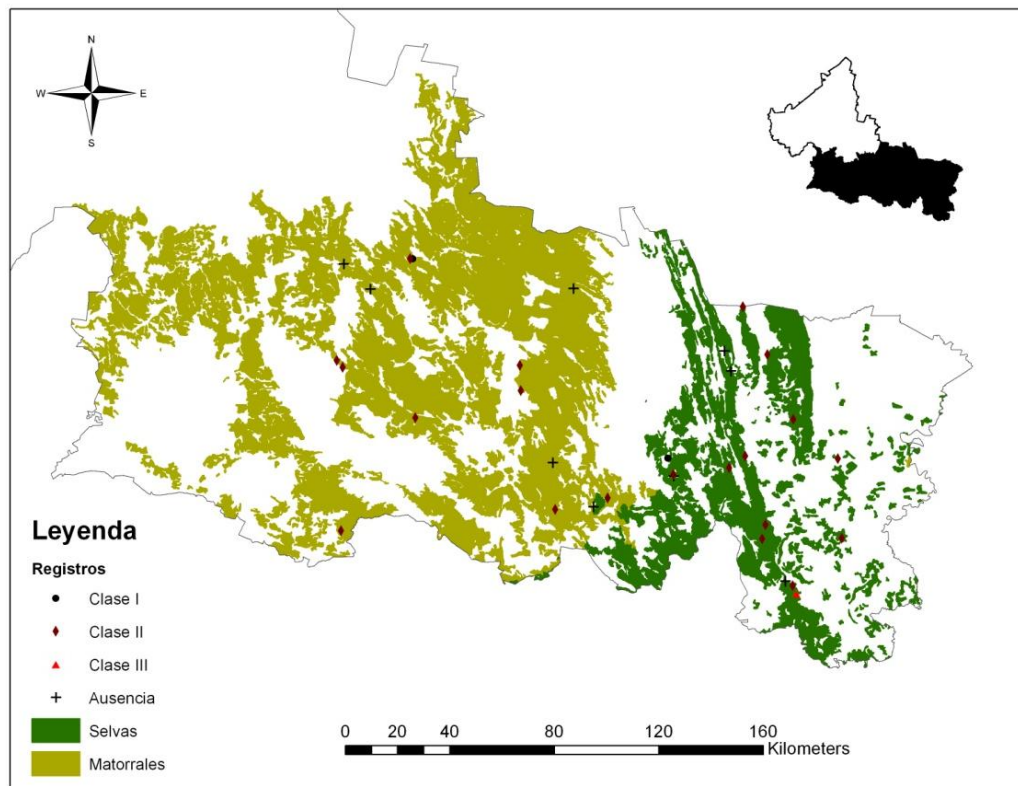 N
W E
S
Leyenda
Registros
Clase I
Clase II
Clase III
Ausencia
Selvas
Matorrales
0 20 40 80 120 160
Kilometers